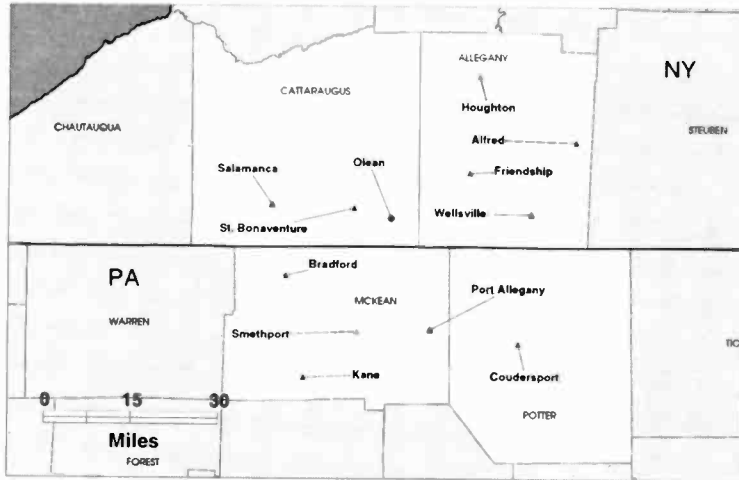 ALLEGANY
NY
CATTARAUGUS
Houghton
CHAUTAUQUA
STEUBEN
Alfred
Salamanca
Olean
Friendship
Wellsville
St. Bonaventure
Bradford
PA
Port Allegany
MCKEAN
WARREN
Smethport
TIO
Kane
Coudersport
0 15 30
POTTER
Miles
FOREST